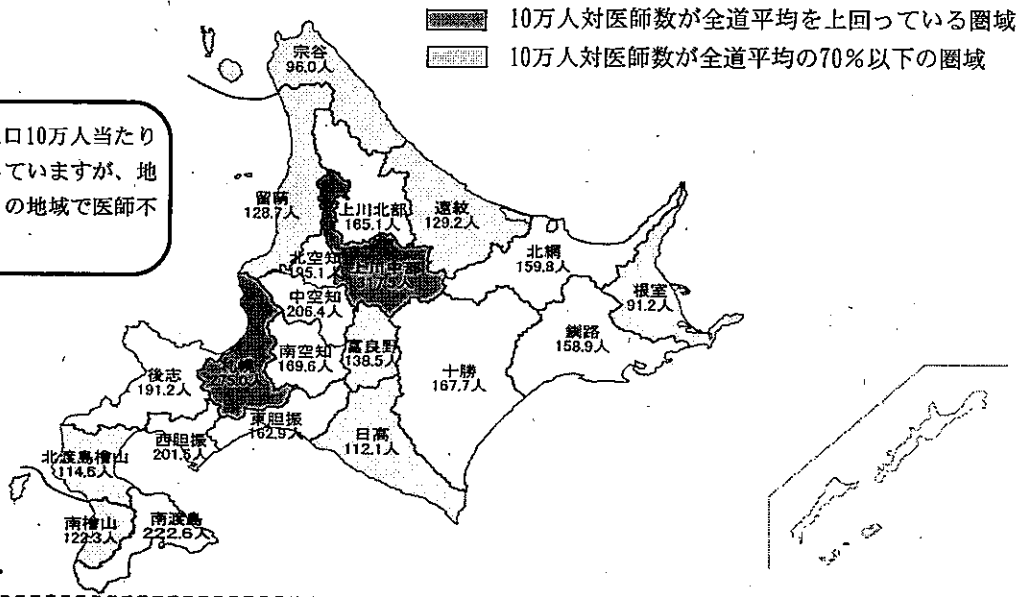 10万人対医師数が全道平均を上回っている圏域
10万人対医師数が全道平均の70%以下の圏域
口10万人当たり
ていますが、地
の地域で医師不
宗谷
96.0人
留萌
128.7人
上川北部
165.1人
遠紋
129.2人
北網
159.8人
北空知
195.1人
上川中部
中空知
206.4人
根室
91.2人
釧路
158.9人
南空知
169.6人
富良野
138.5人
十勝
167.7人
後志
191.2人
札幌
東胆振
162.9人
日高
112.1人
西胆振
201.5人
北渡島檜山
114.6人
南檜山
122.3人
南渡島
222.6人